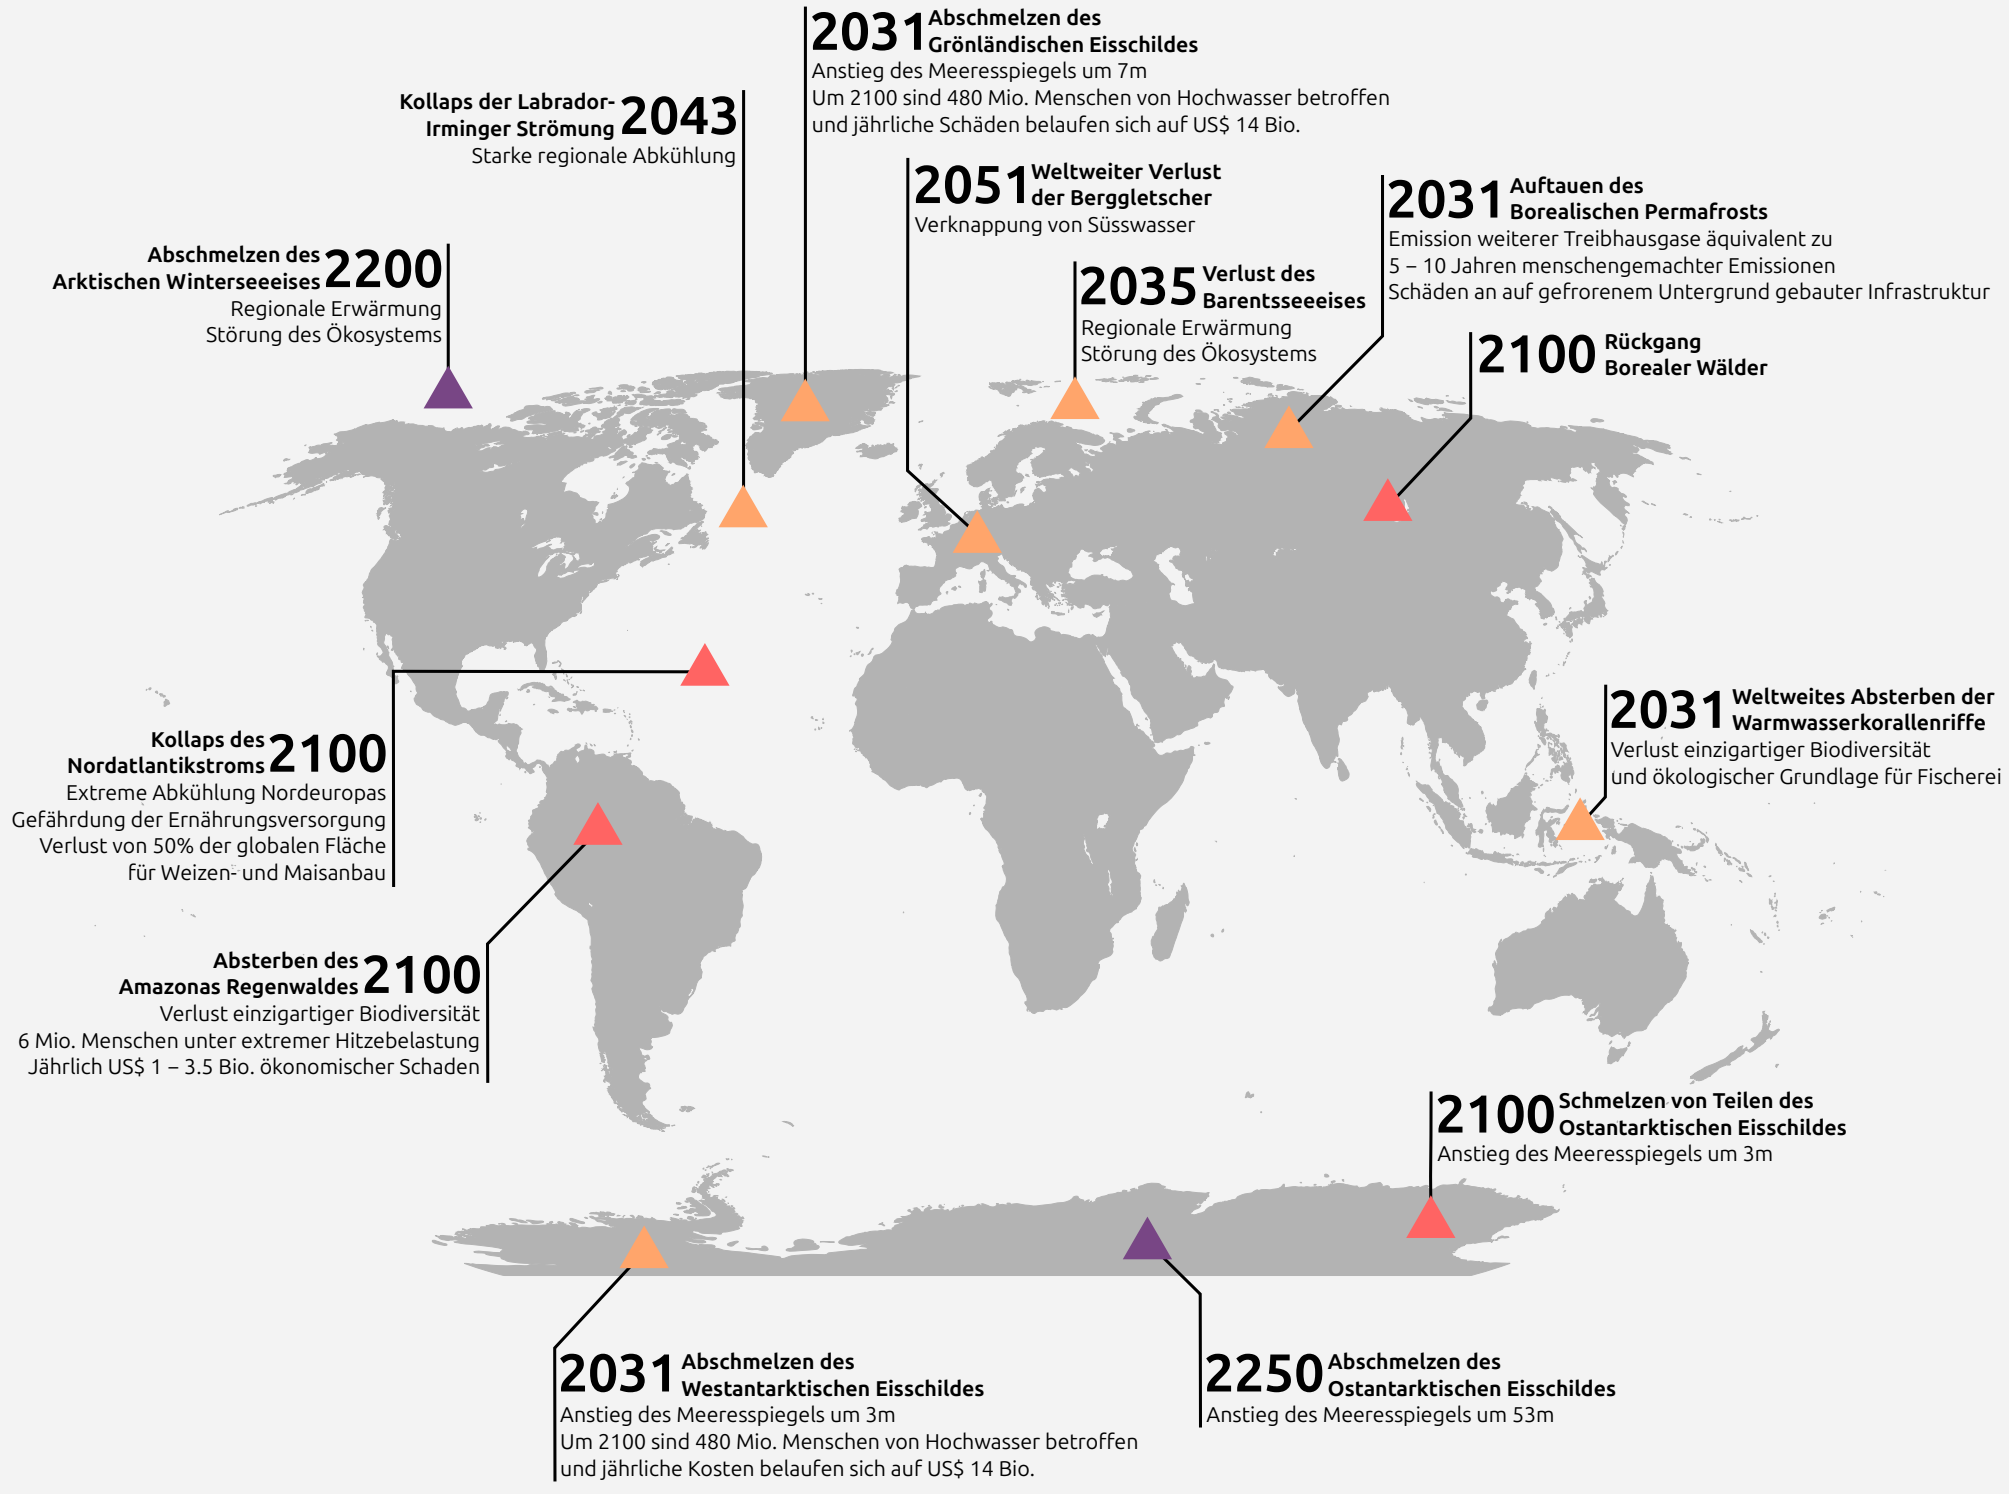 2031 Abschmelzen des
Grönländischen Eisschildes
Anstieg des Meeresspiegels um 7m
Um 2100 sind 480 Mio. Menschen von Hochwasser betroffen
und jährliche Schäden belaufen sich auf US$ 14 Bio.
Kollaps der Labrador-
Irminger Strömung 2043
Starke regionale Abkühlung
2051 Weltweiter Verlust
der Berggletscher
Verknappung von Süsswasser
2031 Auftauen des
Borealischen Permafrosts
Emission weiterer Treibhausgase äquivalent zu
5 – 10 Jahren menschengemachter Emissionen
Schäden an auf gefrorenem Untergrund gebauter Infrastruktur
Abschmelzen des
Arktischen Winterseeeises 2200
Regionale Erwärmung
Störung des Ökosystems
2035 Verlust des
Barentsseeeises
Regionale Erwärmung
Störung des Ökosystems
2100 Rückgang
Borealer Wälder
2031 Weltweites Absterben der
Warmwasserkorallenriffe
Verlust einzigartiger Biodiversität
und ökologischer Grundlage für Fischerei
Kollaps des
Nordatlantikstroms 2100
Extreme Abkühlung Nordeuropas
Gefährdung der Ernährungsversorgung
Verlust von 50% der globalen Fläche
für Weizen- und Maisanbau
Absterben des
Amazonas Regenwaldes 2100
Verlust einzigartiger Biodiversität
6 Mio. Menschen unter extremer Hitzebelastung
Jährlich US$ 1 – 3.5 Bio. ökonomischer Schaden
2100 Schmelzen von Teilen des
Ostantarktischen Eisschildes
Anstieg des Meeresspiegels um 3m
2031 Abschmelzen des
Westantarktischen Eisschildes
Anstieg des Meeresspiegels um 3m
Um 2100 sind 480 Mio. Menschen von Hochwasser betroffen
und jährliche Kosten belaufen sich auf US$ 14 Bio.
2250 Abschmelzen des
Ostantarktischen Eisschildes
Anstieg des Meeresspiegels um 53m